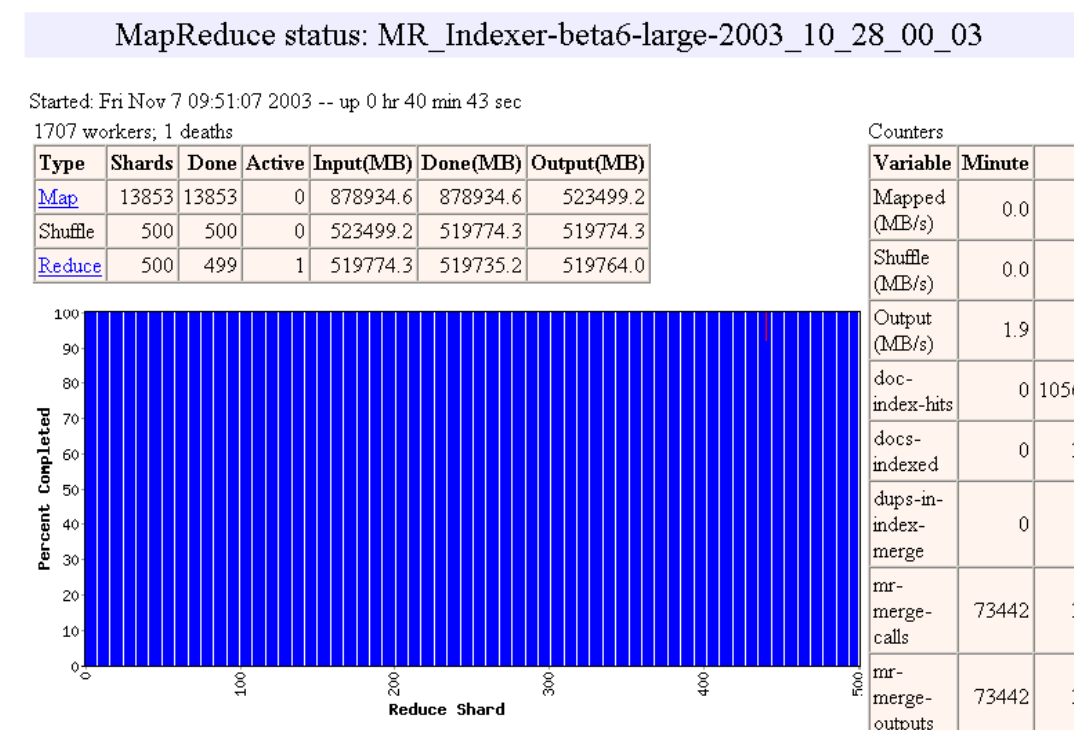 MapReduce status: MR_Indexer-beta6-large-2003_10_28_00_03
Started: Fri Nov 7 09:51:07 2003 -- up 0 hr 40 min 43 sec
1707 workers; 1 deaths
Type Shards Done Active Input(MB) Done(MB) Output(MB)
Map 13853 13853 0 878934.6 878934.6 523499.2
Shuffle 500 500 0 523499.2 519774.3 519774.3
Reduce 500 499 1 519774.3 519735.2 519764.0
100
90
80
70
60
50
40
30
20
10
0
Percent Completed
0 100 200 300 400 500
Reduce Shard
Counters
Variable Minute
Mapped
(MB/s) 0.0
Shuffle
(MB/s) 0.0
Output
(MB/s) 1.9
doc-
index-hits 0 105
docs-
indexed 0
dups-in-
index-
merge 0
mr-
merge-
calls 73442
mr-
merge-
outputs 73442